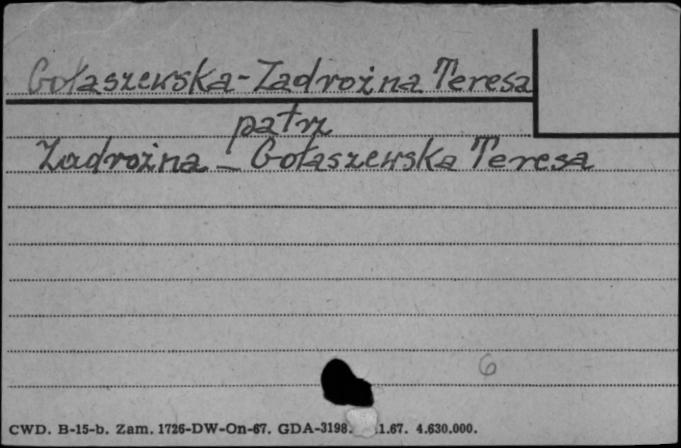 Gołaszewska-Zadrożna Teresa
patrz
Zadrożna - Gołaszewska Teresa
6
CWD. B-15-b. Zam. 1726-DW-On-67. GDA-3198. 1.67. 4.630.000.